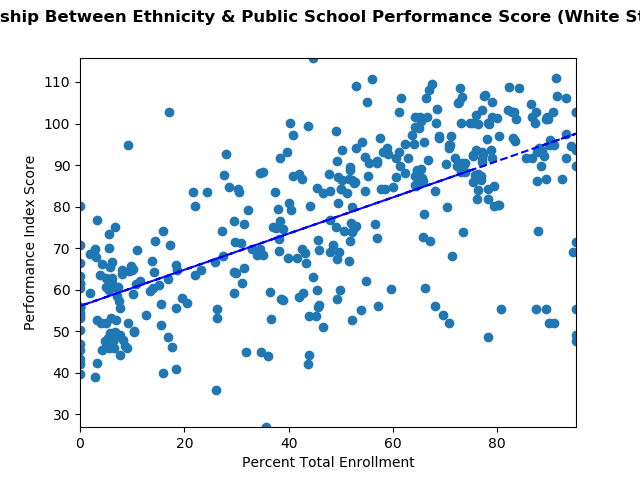 ship Between Ethnicity & Public School Performance Score (White St
110
100
90
80
70
60
50
40
30
0 20 40 60 80
Performance Index Score
Percent Total Enrollment